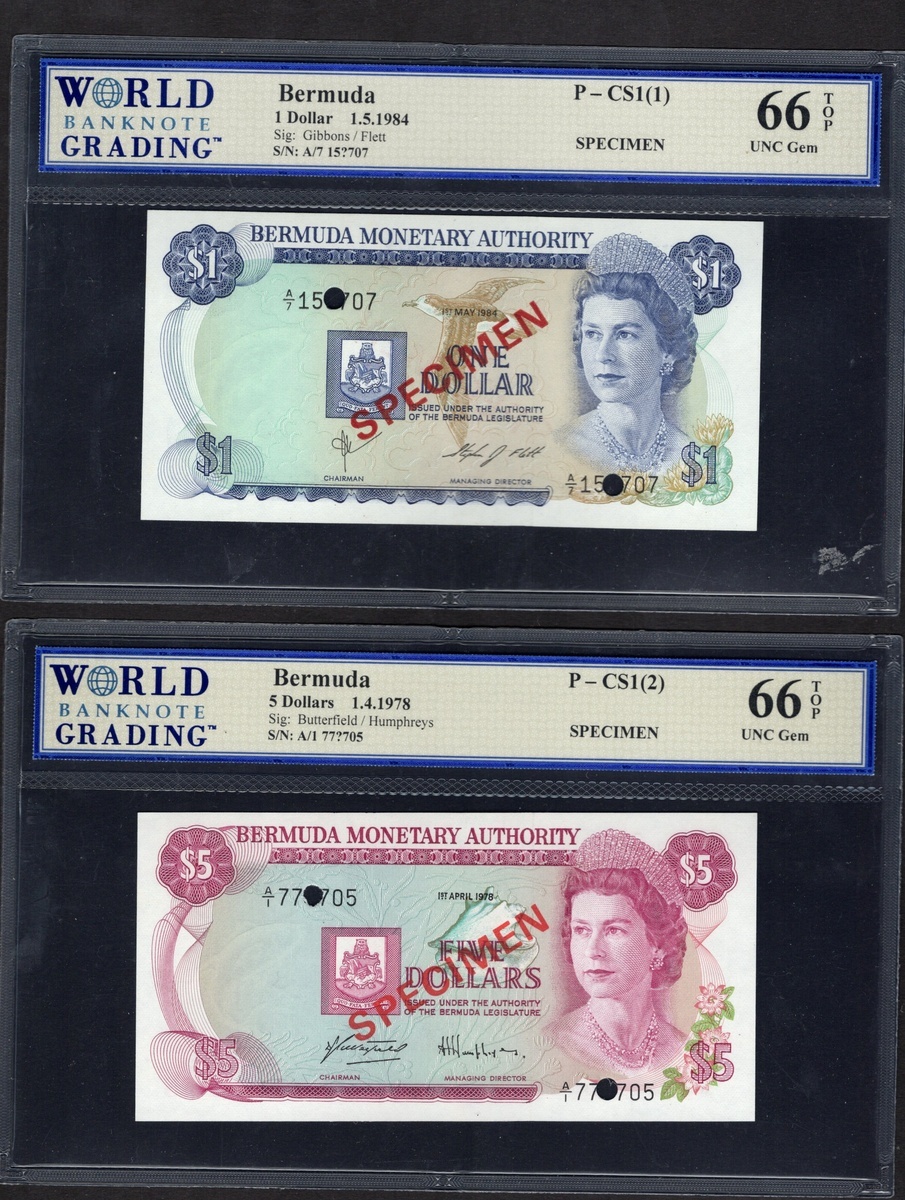 WORLD
BANKNOTE
GRADING™
Bermuda
1 Dollar 1.5.1984
Sig: Gibbons / Flett
S/N: A/7 15?707
P – CS1(1)
SPECIMEN
66 TOP
UNC Gem
BERMUDA MONETARY AUTHORITY
$1
$1
A/7 15 707
1ST MAY 1984
SPECIMEN
ONE
DOLLAR
ISSUED UNDER THE AUTHORITY
OF THE BERMUDA LEGISLATURE
Stephen J Flett
CHAIRMAN
MANAGING DIRECTOR
$1
$1
A/7 15 707
WORLD
BANKNOTE
GRADING™
Bermuda
5 Dollars 1.4.1978
Sig: Butterfield / Humphreys
S/N: A/1 77?705
P – CS1(2)
SPECIMEN
66 TOP
UNC Gem
BERMUDA MONETARY AUTHORITY
$5
$5
A/1 77 705
1ST APRIL 1978
SPECIMEN
FIVE
DOLLARS
ISSUED UNDER THE AUTHORITY
OF THE BERMUDA LEGISLATURE
CHAIRMAN
MANAGING DIRECTOR
$5
$5
A/1 77 705